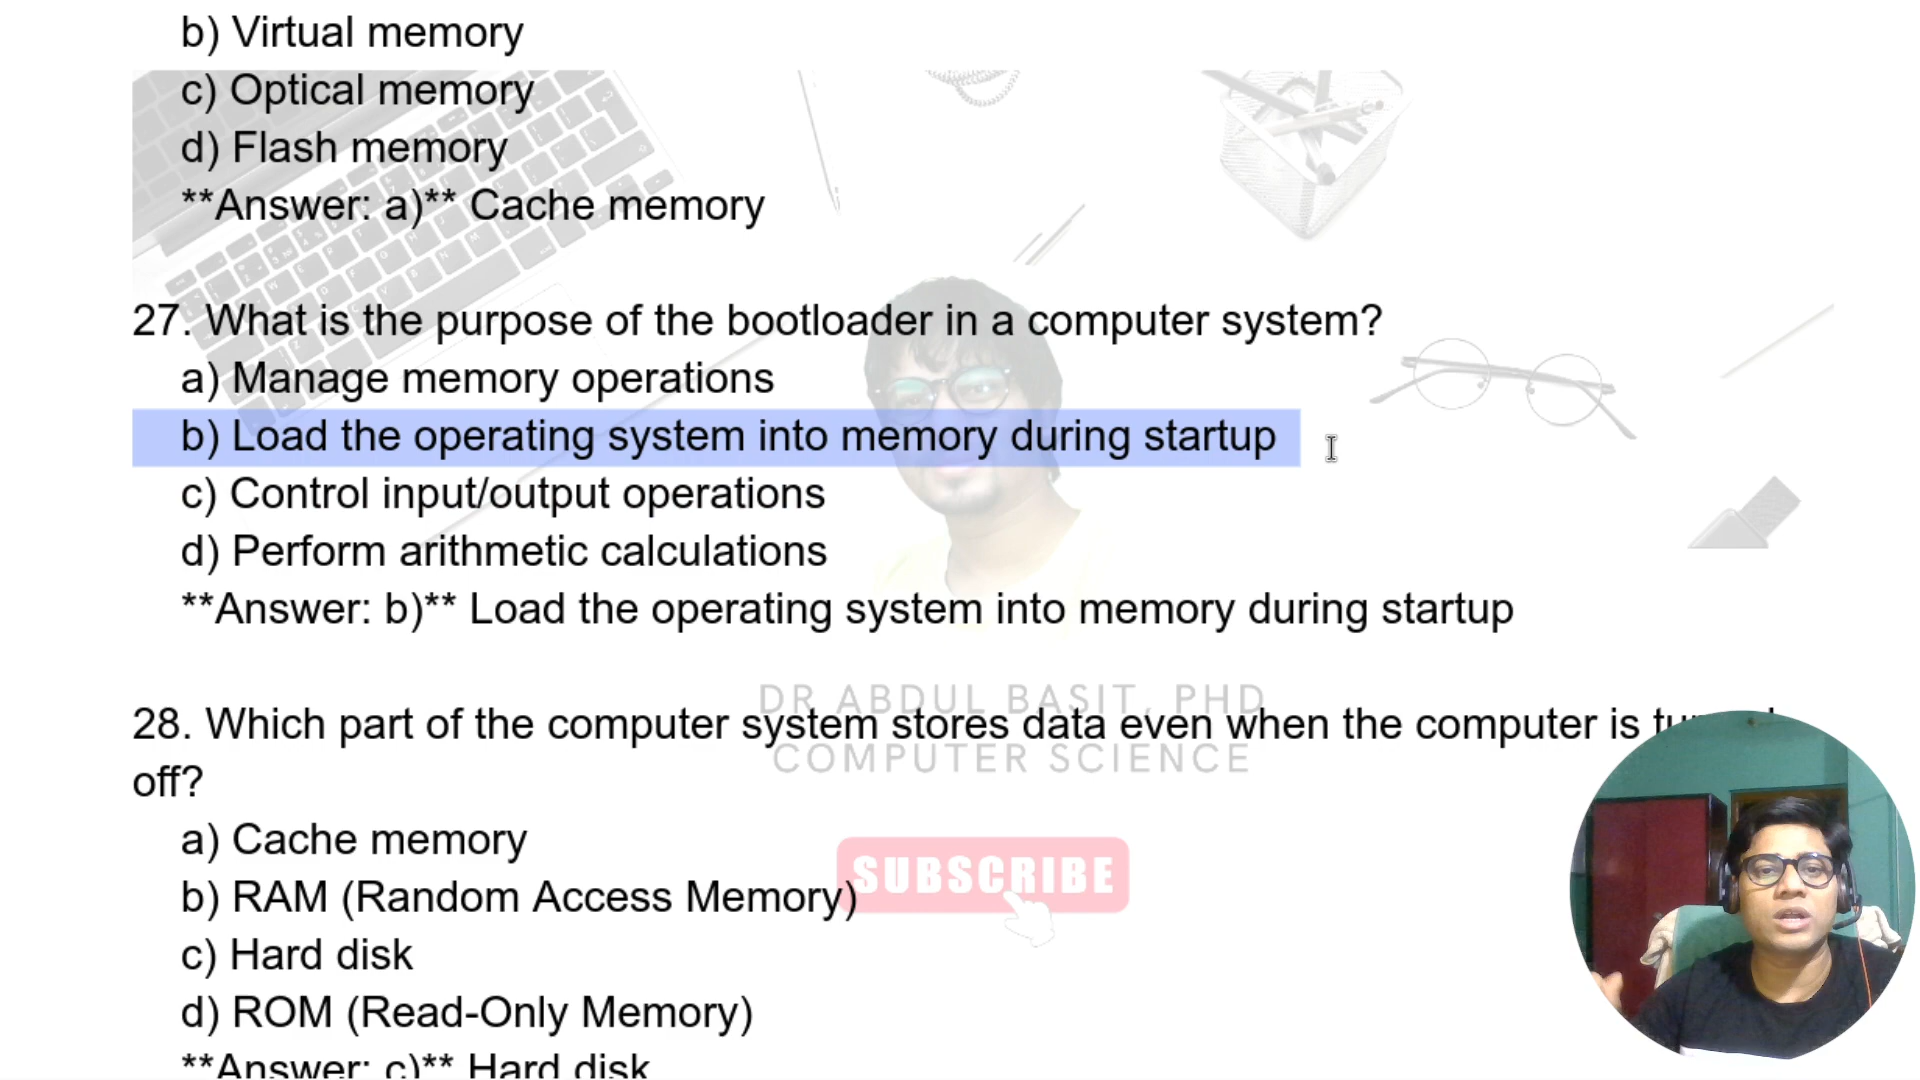 b) Virtual memory
c) Optical memory
d) Flash memory
**Answer: a)** Cache memory
27. What is the purpose of the bootloader in a computer system?
a) Manage memory operations
b) Load the operating system into memory during startup
c) Control input/output operations
d) Perform arithmetic calculations
**Answer: b)** Load the operating system into memory during startup
DR ABDUL BASIT, PHD
28. Which part of the computer system stores data even when the computer is
off?
COMPUTER SCIENCE
a) Cache memory
SUBSCRIBE
b) RAM (Random Access Memory)
c) Hard disk
d) ROM (Read-Only Memory)
**Answer: c)** Hard disk